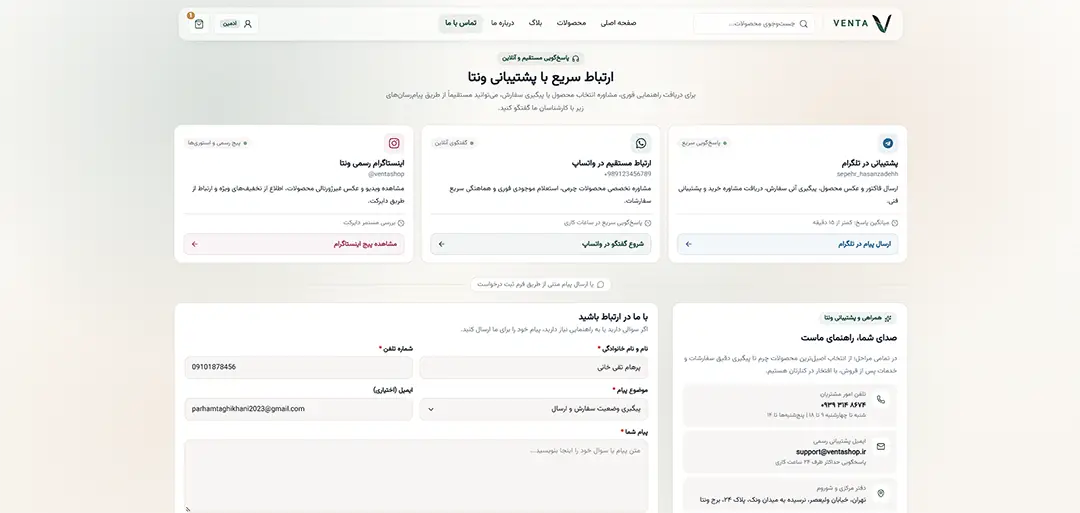 VENTA
جستجوی محصولات...
صفحه اصلی
محصولات
بلاگ
درباره ما
تماس با ما
ادمین
1
پاسخ‌گویی مستقیم و آنلاین
ارتباط سریع با پشتیبانی ونتا
برای دریافت راهنمایی فوری، مشاوره انتخاب محصول یا پیگیری سفارش، می‌توانید مستقیماً از طریق پیام‌رسان‌های
زیر با کارشناسان ما گفتگو کنید.
پاسخ‌گویی سریع
پشتیبانی در تلگرام
sepehr_hasanzadehh
ارسال فاکتور و عکس محصول، پیگیری آنی سفارش، دریافت مشاوره خرید و پشتیبانی
فنی.
میانگین پاسخ: کمتر از ۱۵ دقیقه
ارسال پیام در تلگرام
گفتگوی آنلاین
ارتباط مستقیم در واتساپ
+989123456789
مشاوره تخصصی محصولات چرمی، استعلام موجودی فوری و هماهنگی سریع
سفارشات.
پاسخ‌گویی سریع در ساعات کاری
شروع گفتگو در واتساپ
پیج رسمی و استوری‌ها
اینستاگرام رسمی ونتا
@ventashop
مشاهده ویدیو و عکس غیرژورنالی محصولات، اطلاع از تخفیف‌های ویژه و ارتباط از
طریق دایرکت.
بررسی مستمر دایرکت
مشاهده پیج اینستاگرام
یا ارسال پیام متنی از طریق فرم ثبت درخواست
همراهی و پشتیبانی ونتا
صدای شما، راهنمای ماست
در تمامی مراحل؛ از انتخاب اصیل‌ترین محصولات چرم تا پیگیری دقیق سفارشات و
خدمات پس از فروش، با افتخار در کنارتان هستیم.
تلفن امور مشتریان
۰۹۳۹ ۳۱۴ ۸۶۷۴
شنبه تا چهارشنبه ۹ تا ۱۸ | پنجشنبه‌ها تا ۱۴
ایمیل پشتیبانی رسمی
support@ventashop.ir
پاسخگویی حداکثر ظرف ۲۴ ساعت کاری
دفتر مرکزی و شوروم
تهران، خیابان ولیعصر، نرسیده به میدان ونک، پلاک ۲۴، برج ونتا
با ما در ارتباط باشید
اگر سوالی دارید یا به راهنمایی نیاز دارید، پیام خود را برای ما ارسال کنید.
نام و نام خانوادگی *
پرهام تقی خانی
شماره تلفن *
09101878456
موضوع پیام *
پیگیری وضعیت سفارش و ارسال
ایمیل (اختیاری)
parhamtaghikhani2023@gmail.com
پیام شما *
متن پیام یا سوال خود را اینجا بنویسید...